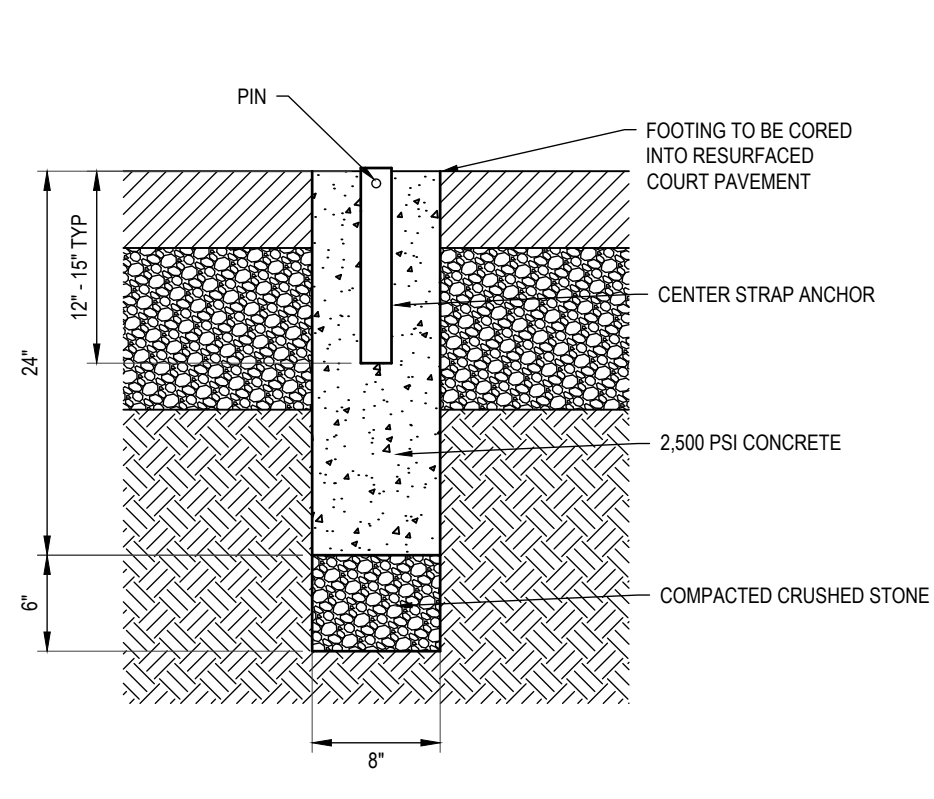 PIN
FOOTING TO BE CORED
INTO RESURFACED
COURT PAVEMENT
12" - 15" TYP
CENTER STRAP ANCHOR
24"
2,500 PSI CONCRETE
6"
COMPACTED CRUSHED STONE
8"